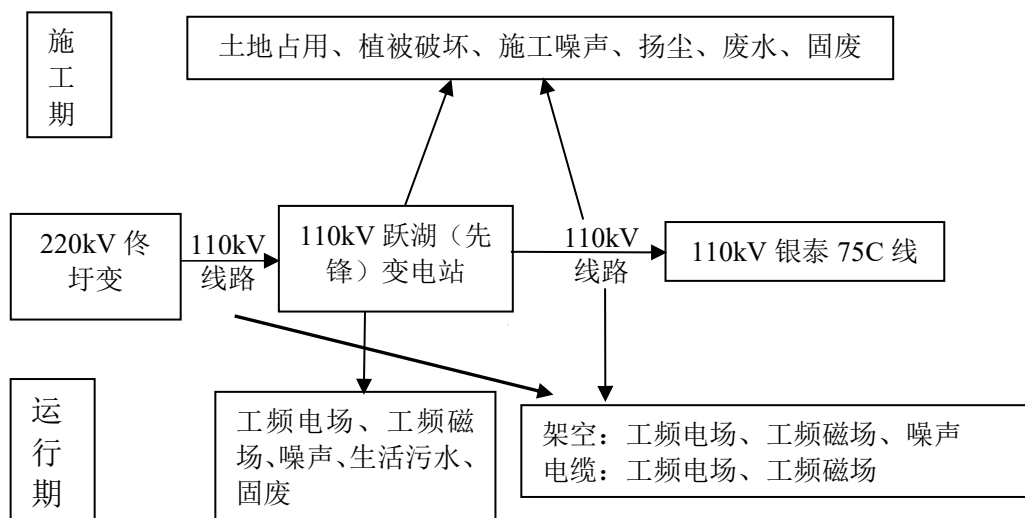 施
工
期
土地占用、植被破坏、施工噪声、扬尘、废水、固废
220kV 佟
圩变
110kV
线路
110kV 跃湖（先
锋）变电站
110kV
线路
110kV 银泰 75C 线
运
行
期
工频电场、工频磁
场、噪声、生活污水、
固废
架空：工频电场、工频磁场、噪声
电缆：工频电场、工频磁场